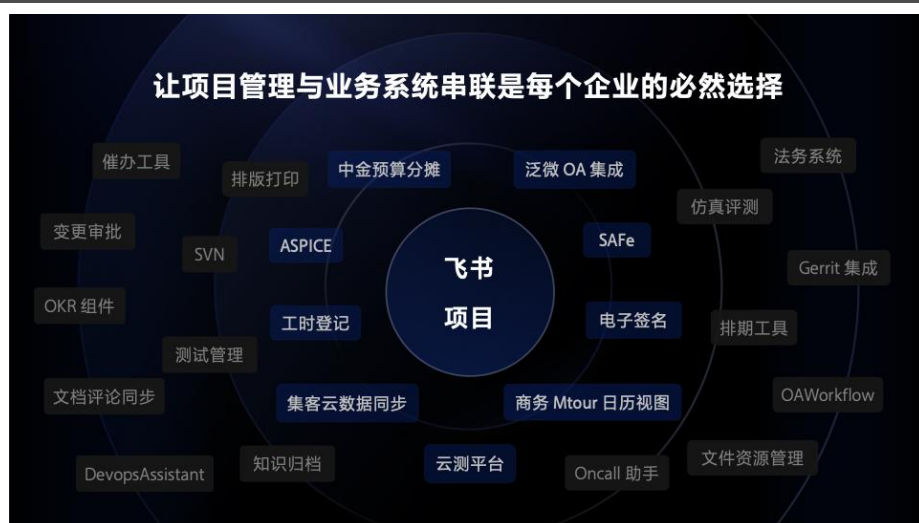 让项目管理与业务系统串联是每个企业的必然选择
催办工具
排版打印
中金预算分摊
泛微 OA 集成
法务系统
仿真评测
变更审批
SVN
ASPICE
SAFe
飞书
项目
Gerrit 集成
OKR 组件
工时登记
电子签名
排期工具
测试管理
文档评论同步
集客云数据同步
商务 Mtour 日历视图
OAWorkflow
DevopsAssistant
知识归档
云测平台
Oncall 助手
文件资源管理